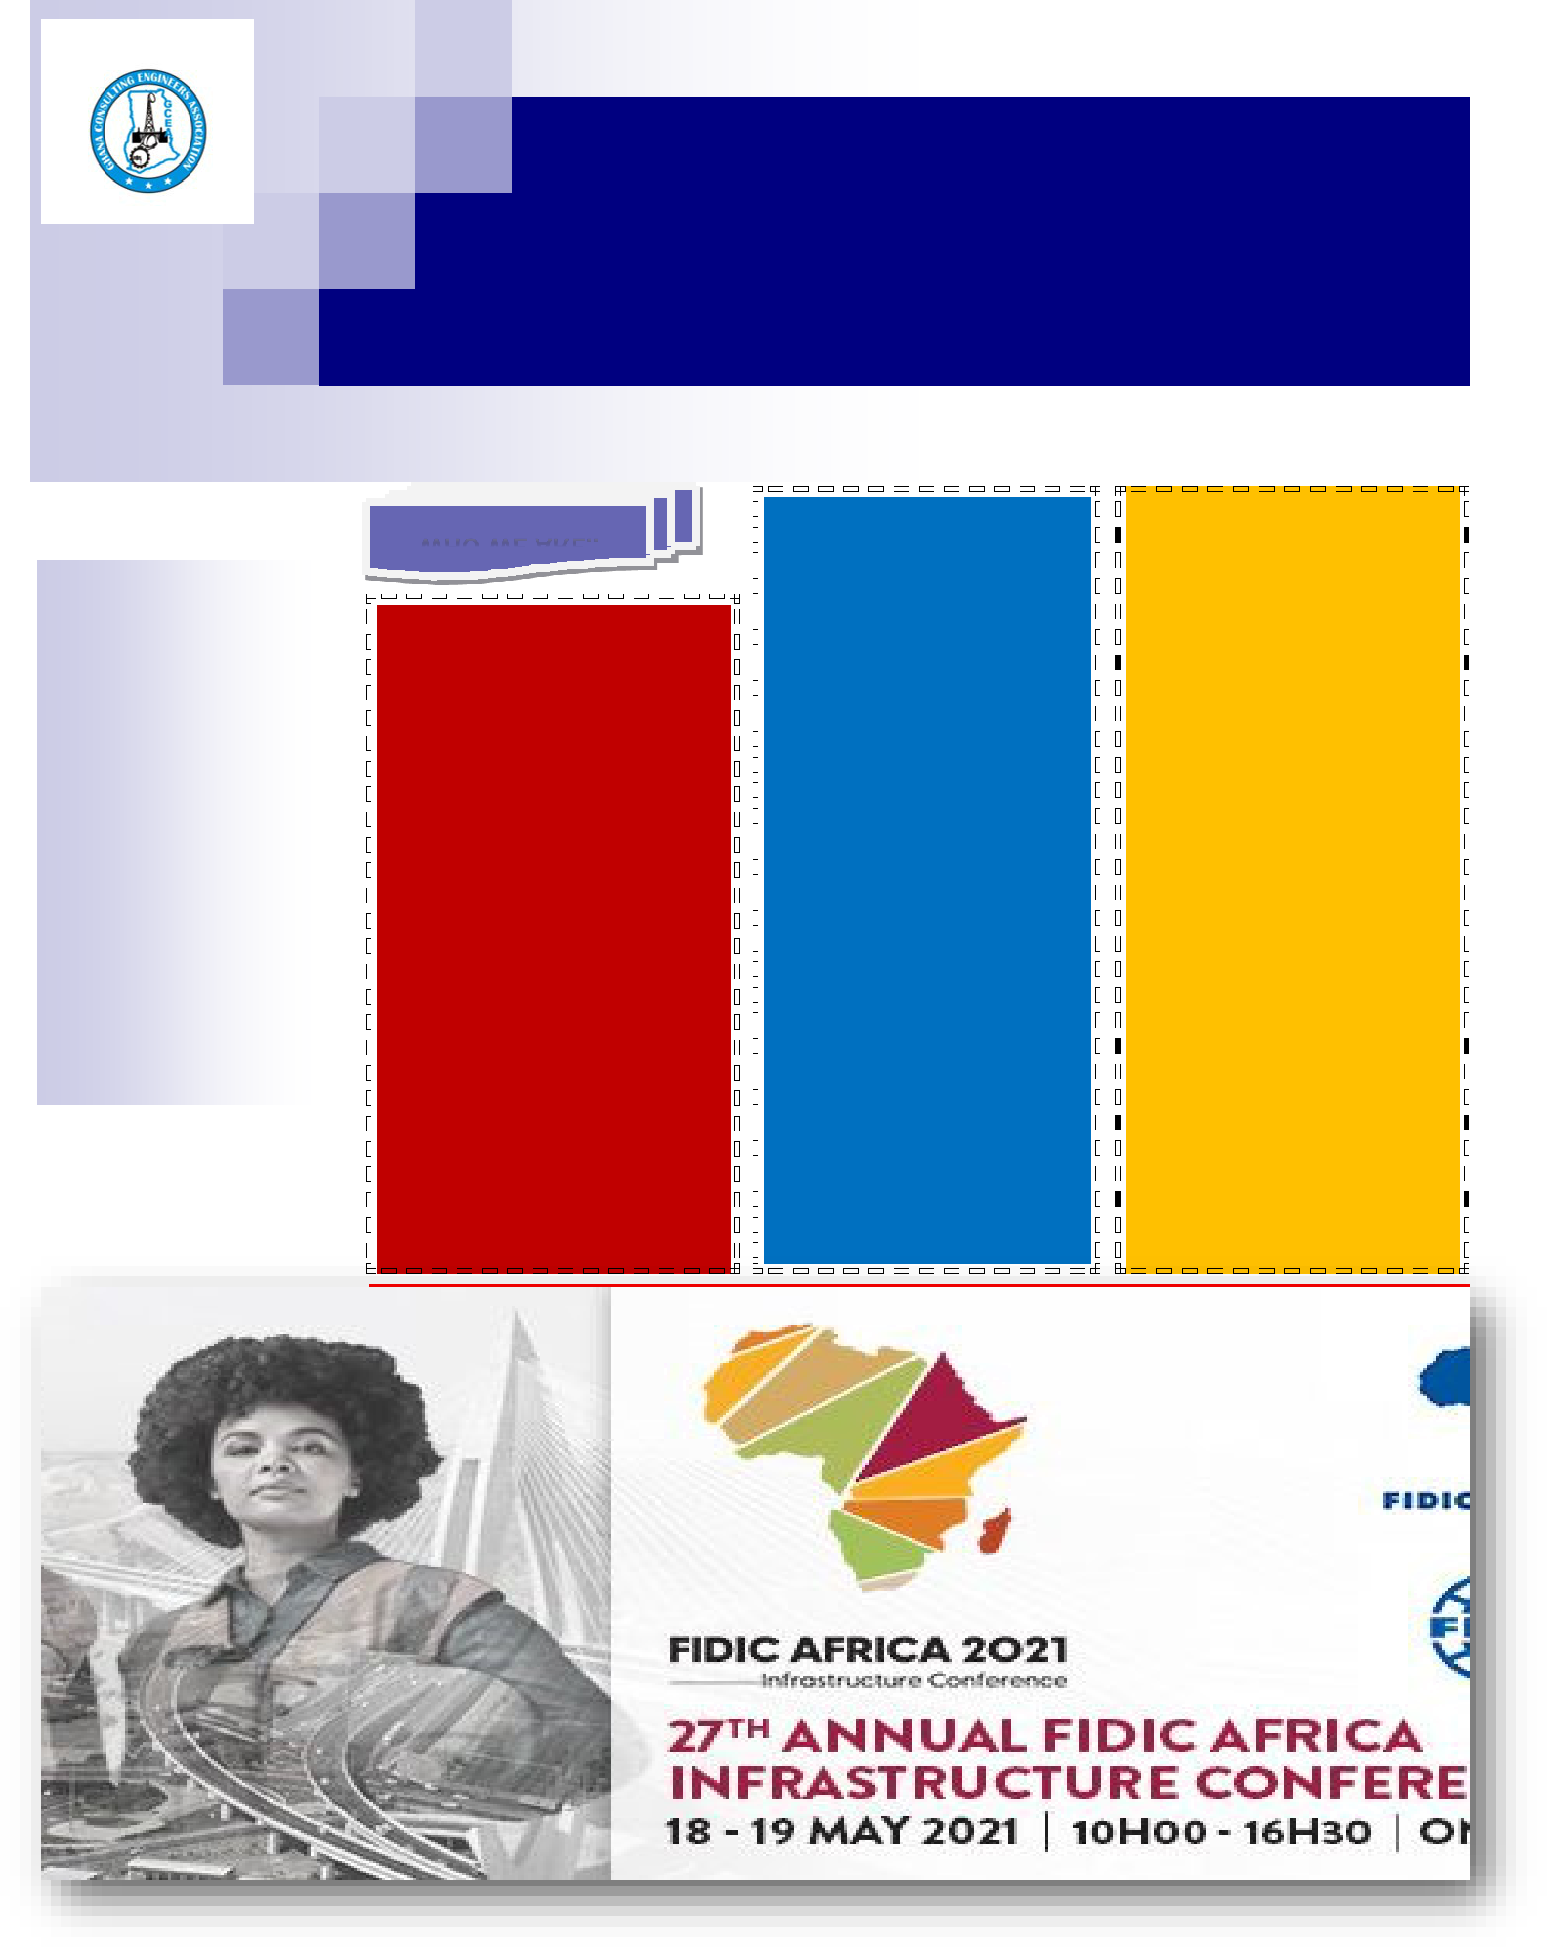 GHANA CONSULTING ENGINEERS ASSOCIATION
GCEA
FIDIC
FIDIC AFRICA 2021
Infrastructure Conference
27TH ANNUAL FIDIC AFRICA
INFRASTRUCTURE CONFERE
18 - 19 MAY 2021 | 10H00 - 16H30 |